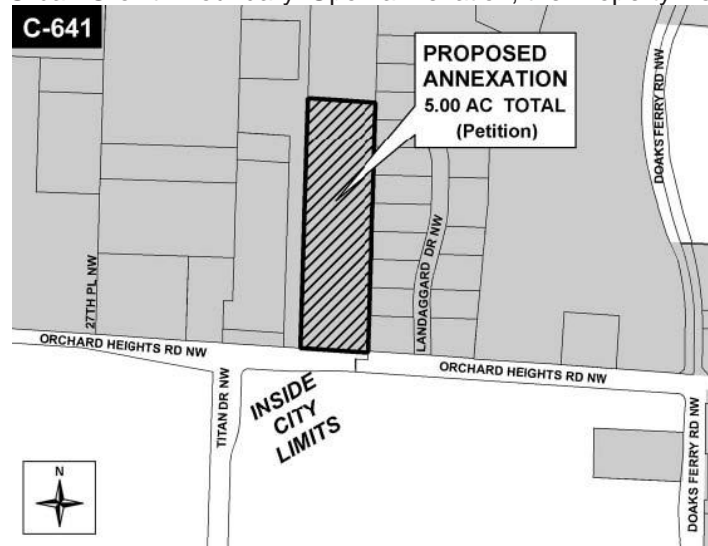 C-641
PROPOSED
ANNEXATION
5.00 AC TOTAL
(Petition)
DOAKS FERRY RD NW
27TH PL NW
LANDAGGARD DR NW
ORCHARD HEIGHTS RD NW
ORCHARD HEIGHTS RD NW
TITAN DR NW
INSIDE
CITY
LIMITS
DOAKS FERRY RD NW
N